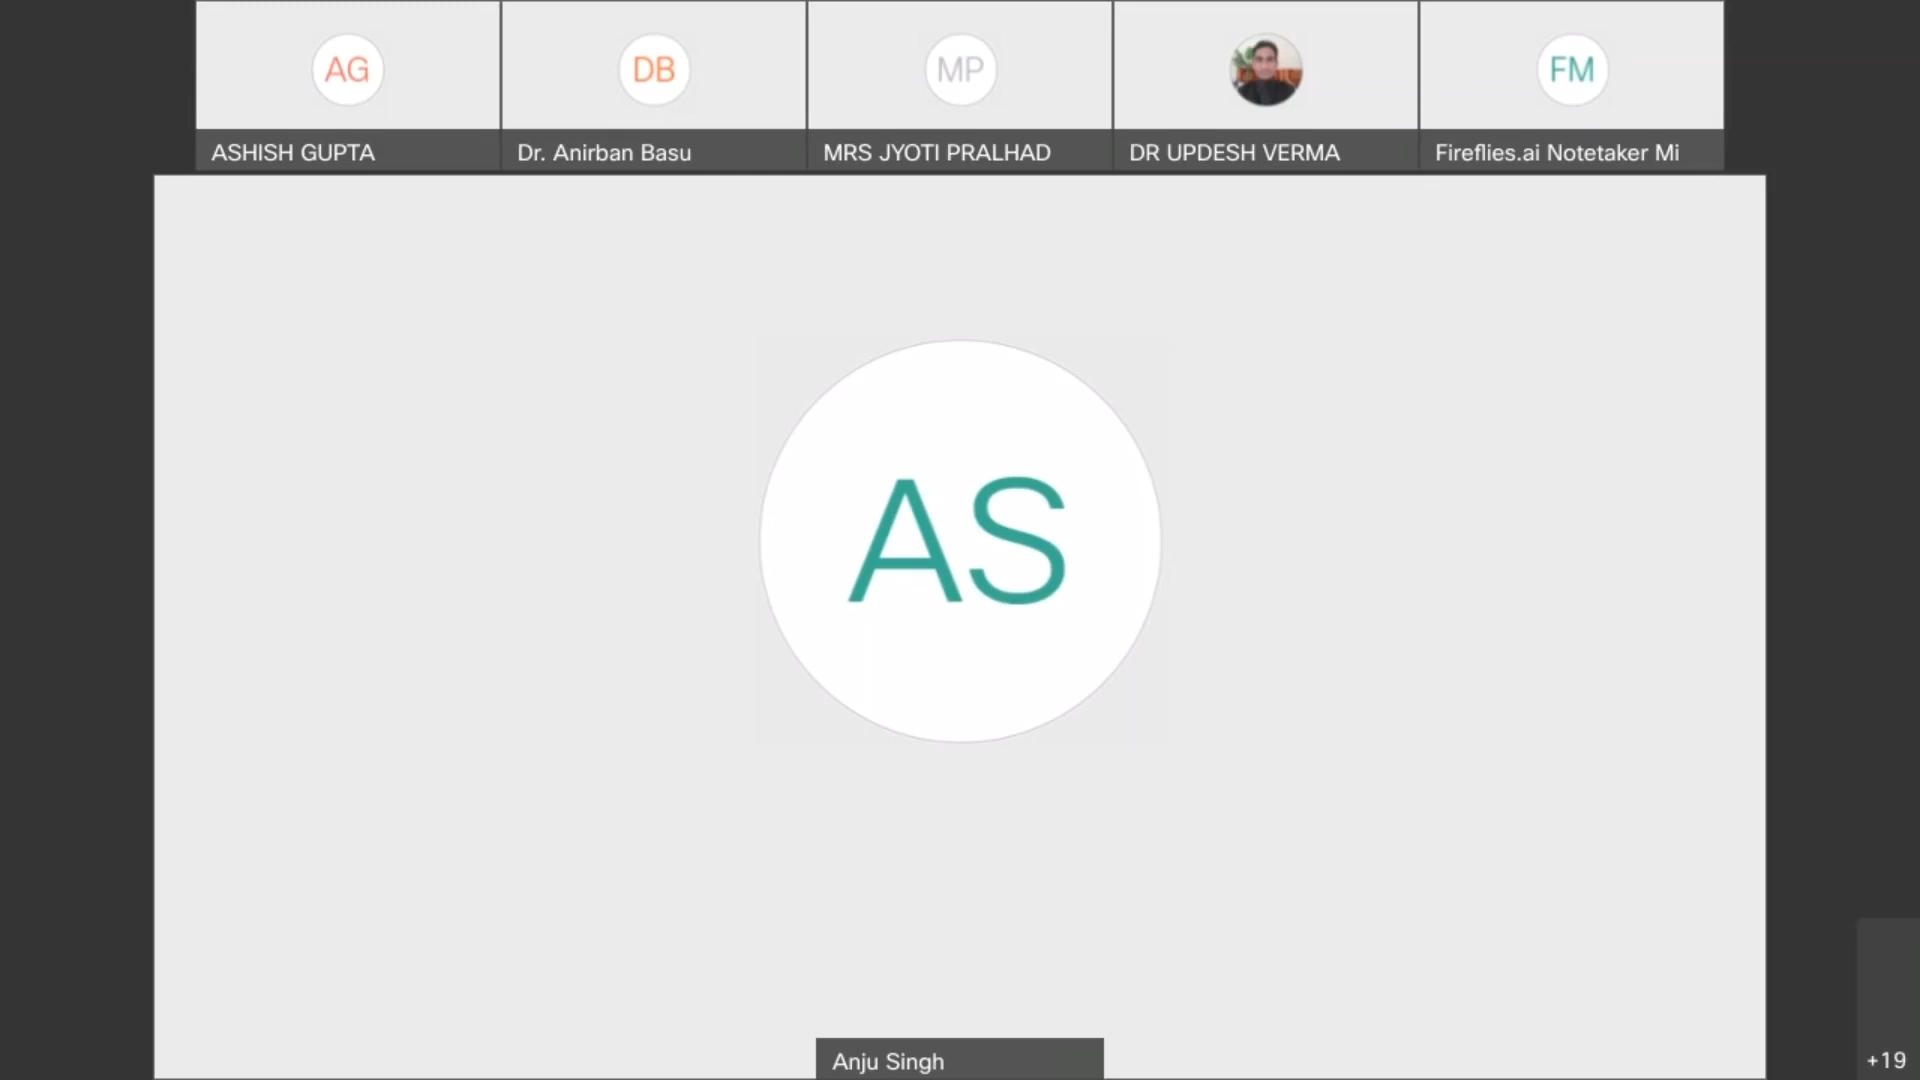 AG
DB
MP
FM
ASHISH GUPTA
Dr. Anirban Basu
MRS JYOTI PRALHAD
DR UPDESH VERMA
Fireflies.ai Notetaker Mi
AS
Anju Singh
+19